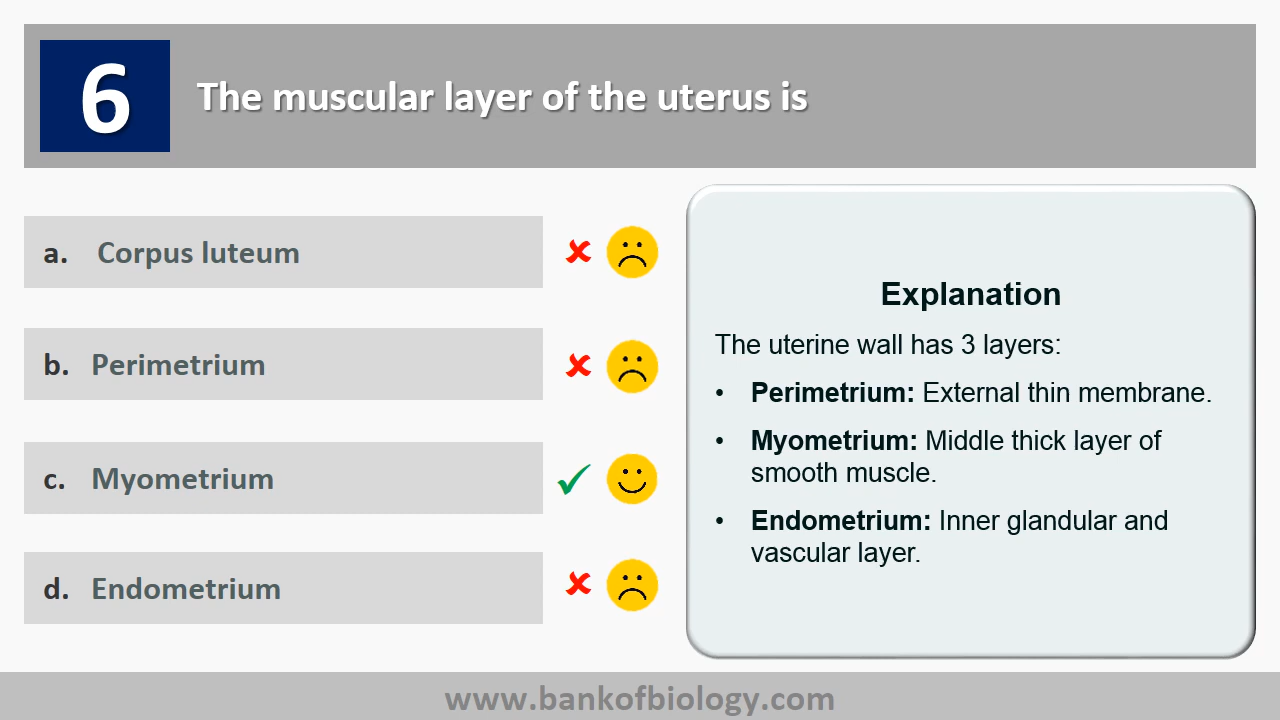 6
The muscular layer of the uterus is
a. Corpus luteum
b. Perimetrium
c. Myometrium
d. Endometrium
Explanation
The uterine wall has 3 layers:
• Perimetrium: External thin membrane.
• Myometrium: Middle thick layer of
smooth muscle.
• Endometrium: Inner glandular and
vascular layer.
www.bankofbiology.com